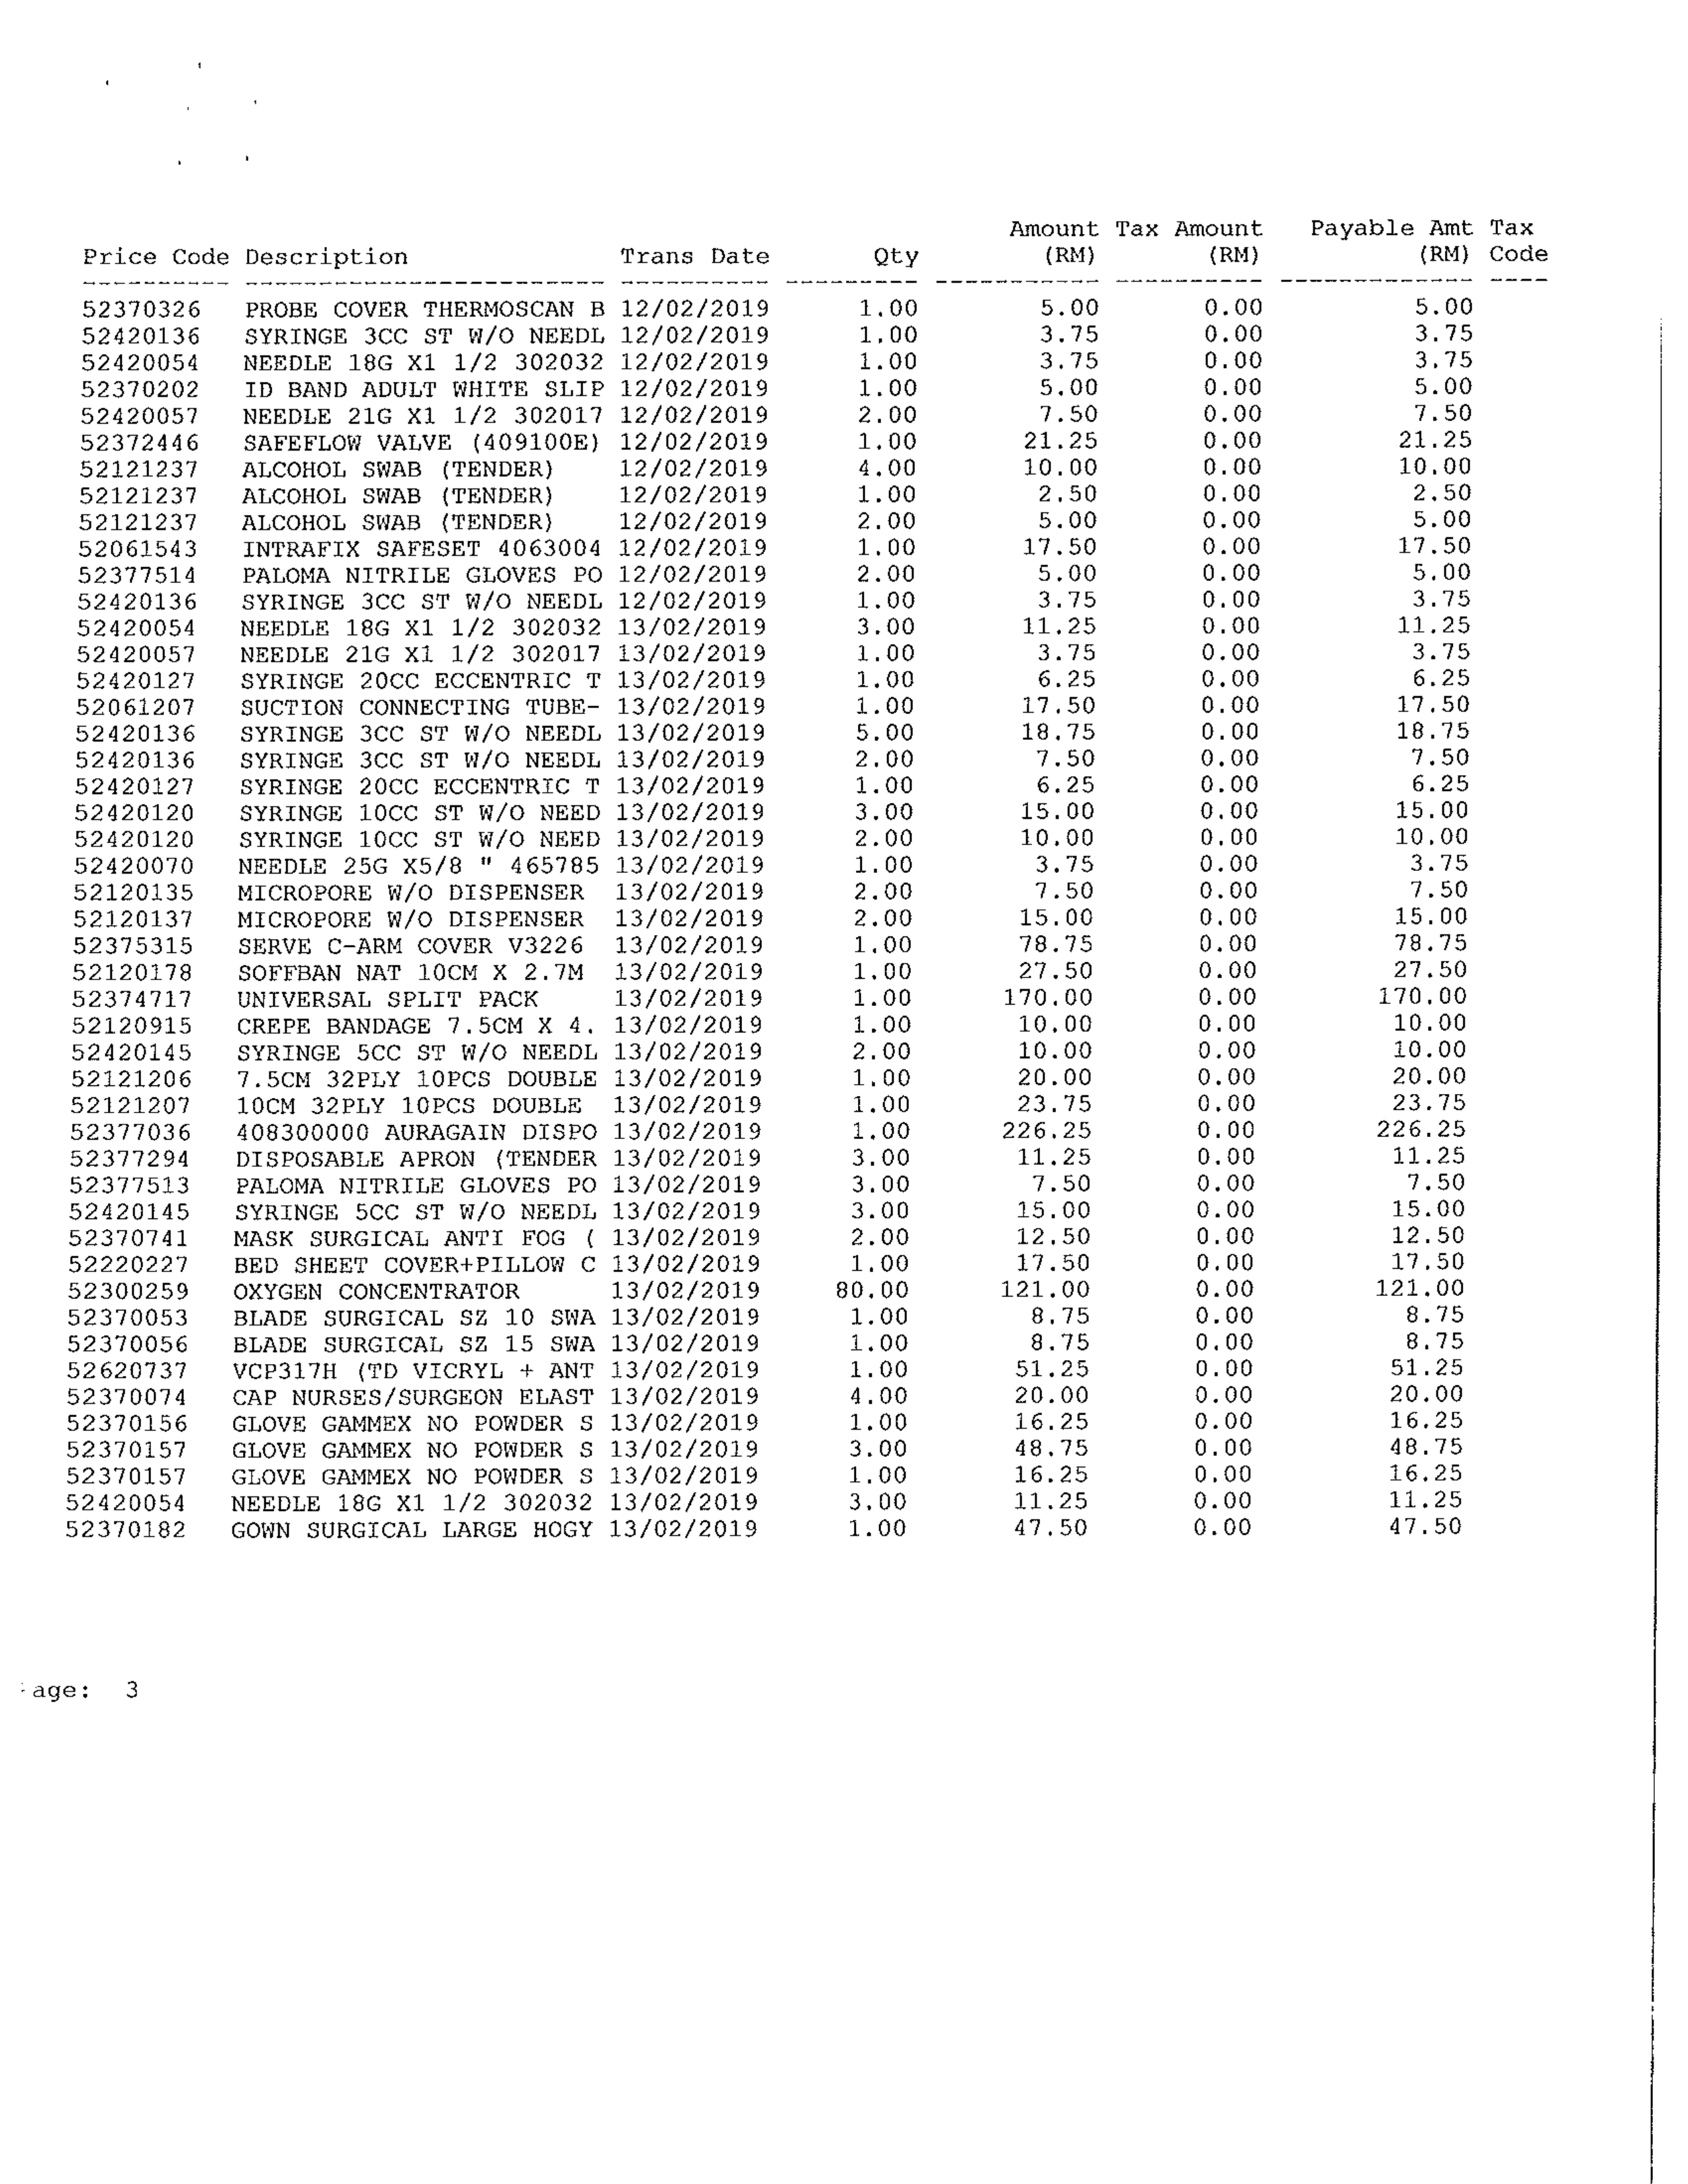 Amount Tax Amount Payable Amt Tax
Price Code Description Trans Date Qty (RM) (RM) (RM) Code
---------- ------------------------ ---------- --------- ----------- ---------- ------------- ----
52370326 PROBE COVER THERMOSCAN B 12/02/2019 1.00 5.00 0.00 5.00
52420136 SYRINGE 3CC ST W/O NEEDL 12/02/2019 1.00 3.75 0.00 3.75
52420054 NEEDLE 18G X1 1/2 302032 12/02/2019 1.00 3.75 0.00 3.75
52370202 ID BAND ADULT WHITE SLIP 12/02/2019 1.00 5.00 0.00 5.00
52420057 NEEDLE 21G X1 1/2 302017 12/02/2019 2.00 7.50 0.00 7.50
52372446 SAFEFLOW VALVE (409100E) 12/02/2019 1.00 21.25 0.00 21.25
52121237 ALCOHOL SWAB (TENDER) 12/02/2019 4.00 10.00 0.00 10.00
52121237 ALCOHOL SWAB (TENDER) 12/02/2019 1.00 2.50 0.00 2.50
52121237 ALCOHOL SWAB (TENDER) 12/02/2019 2.00 5.00 0.00 5.00
52061543 INTRAFIX SAFESET 4063004 12/02/2019 1.00 17.50 0.00 17.50
52377514 PALOMA NITRILE GLOVES PO 12/02/2019 2.00 5.00 0.00 5.00
52420136 SYRINGE 3CC ST W/O NEEDL 12/02/2019 1.00 3.75 0.00 3.75
52420054 NEEDLE 18G X1 1/2 302032 13/02/2019 3.00 11.25 0.00 11.25
52420057 NEEDLE 21G X1 1/2 302017 13/02/2019 1.00 3.75 0.00 3.75
52420127 SYRINGE 20CC ECCENTRIC T 13/02/2019 1.00 6.25 0.00 6.25
52061207 SUCTION CONNECTING TUBE- 13/02/2019 1.00 17.50 0.00 17.50
52420136 SYRINGE 3CC ST W/O NEEDL 13/02/2019 5.00 18.75 0.00 18.75
52420136 SYRINGE 3CC ST W/O NEEDL 13/02/2019 2.00 7.50 0.00 7.50
52420127 SYRINGE 20CC ECCENTRIC T 13/02/2019 1.00 6.25 0.00 6.25
52420120 SYRINGE 10CC ST W/O NEED 13/02/2019 3.00 15.00 0.00 15.00
52420120 SYRINGE 10CC ST W/O NEED 13/02/2019 2.00 10.00 0.00 10.00
52420070 NEEDLE 25G X5/8 " 465785 13/02/2019 1.00 3.75 0.00 3.75
52120135 MICROPORE W/O DISPENSER 13/02/2019 2.00 7.50 0.00 7.50
52120137 MICROPORE W/O DISPENSER 13/02/2019 2.00 15.00 0.00 15.00
52375315 SERVE C-ARM COVER V3226 13/02/2019 1.00 78.75 0.00 78.75
52120178 SOFFBAN NAT 10CM X 2.7M 13/02/2019 1.00 27.50 0.00 27.50
52374717 UNIVERSAL SPLIT PACK 13/02/2019 1.00 170.00 0.00 170.00
52120915 CREPE BANDAGE 7.5CM X 4. 13/02/2019 1.00 10.00 0.00 10.00
52420145 SYRINGE 5CC ST W/O NEEDL 13/02/2019 2.00 10.00 0.00 10.00
52121206 7.5CM 32PLY 10PCS DOUBLE 13/02/2019 1.00 20.00 0.00 20.00
52121207 10CM 32PLY 10PCS DOUBLE 13/02/2019 1.00 23.75 0.00 23.75
52377036 408300000 AURAGAIN DISPO 13/02/2019 1.00 226.25 0.00 226.25
52377294 DISPOSABLE APRON (TENDER 13/02/2019 3.00 11.25 0.00 11.25
52377513 PALOMA NITRILE GLOVES PO 13/02/2019 3.00 7.50 0.00 7.50
52420145 SYRINGE 5CC ST W/O NEEDL 13/02/2019 3.00 15.00 0.00 15.00
52370741 MASK SURGICAL ANTI FOG ( 13/02/2019 2.00 12.50 0.00 12.50
52220227 BED SHEET COVER+PILLOW C 13/02/2019 1.00 17.50 0.00 17.50
52300259 OXYGEN CONCENTRATOR 13/02/2019 80.00 121.00 0.00 121.00
52370053 BLADE SURGICAL SZ 10 SWA 13/02/2019 1.00 8.75 0.00 8.75
52370056 BLADE SURGICAL SZ 15 SWA 13/02/2019 1.00 8.75 0.00 8.75
52620737 VCP317H (TD VICRYL + ANT 13/02/2019 1.00 51.25 0.00 51.25
52370074 CAP NURSES/SURGEON ELAST 13/02/2019 4.00 20.00 0.00 20.00
52370156 GLOVE GAMMEX NO POWDER S 13/02/2019 1.00 16.25 0.00 16.25
52370157 GLOVE GAMMEX NO POWDER S 13/02/2019 3.00 48.75 0.00 48.75
52370157 GLOVE GAMMEX NO POWDER S 13/02/2019 1.00 16.25 0.00 16.25
52420054 NEEDLE 18G X1 1/2 302032 13/02/2019 3.00 11.25 0.00 11.25
52370182 GOWN SURGICAL LARGE HOGY 13/02/2019 1.00 47.50 0.00 47.50
age: 3